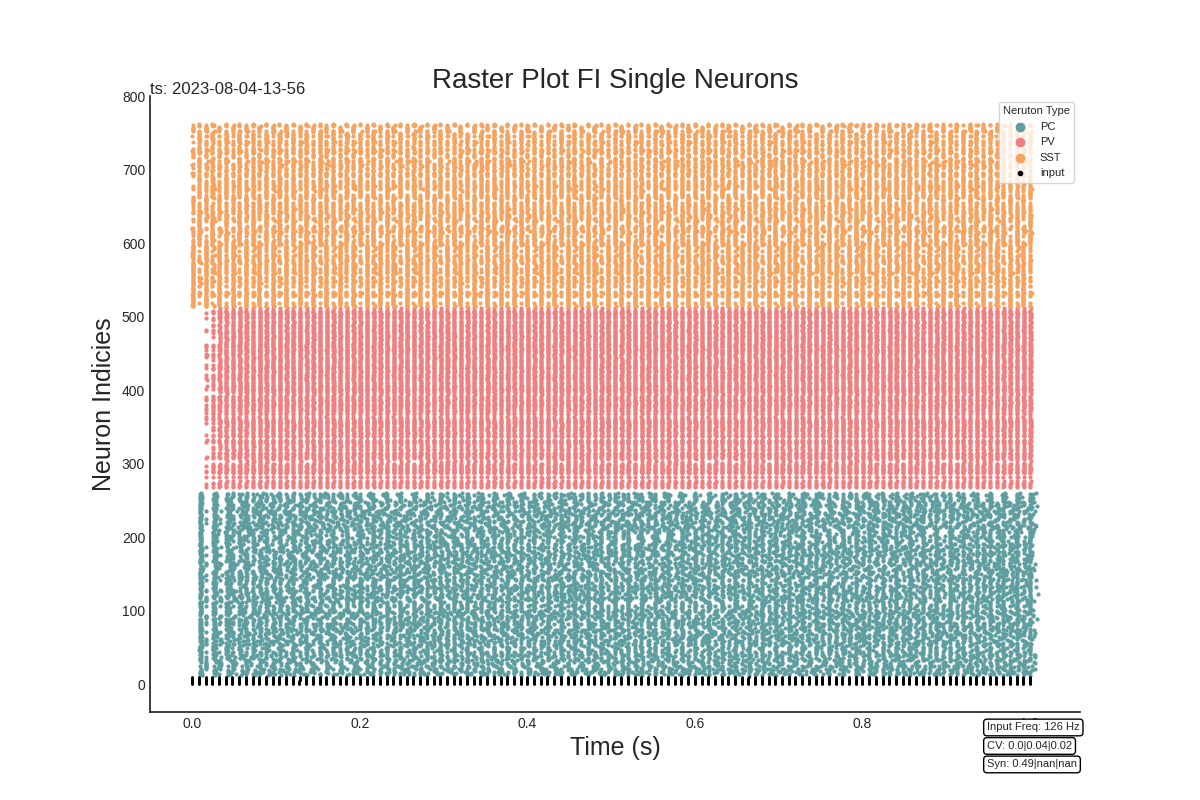 Raster Plot FI Single Neurons
ts: 2023-08-04-13-56
Neruton Type
PC
PV
SST
input
800
700
600
500
400
300
200
100
0
Neuron Indicies
0.0 0.2 0.4 0.6 0.8
Time (s)
Input Freq: 126 Hz
CV: 0.0|0.04|0.02
Syn: 0.49|nan|nan